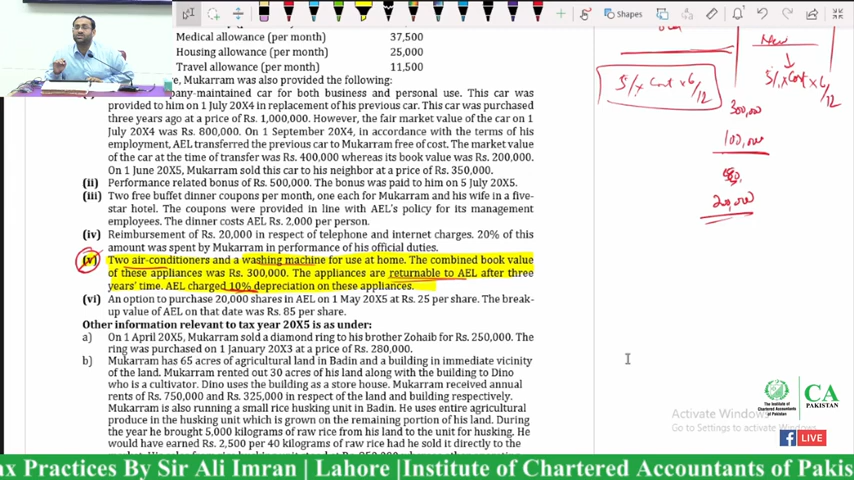 Shapes
Medical allowance (per month) 37,500
Housing allowance (per month) 25,000
Travel allowance (per month) 11,500
re, Mukarram was also provided the following:
mpany-maintained car for both business and personal use. This car was
provided to him on 1 July 20X4 in replacement of his previous car. This car was purchased
three years ago at a price of Rs. 1,000,000. However, the fair market value of the car on 1
July 20X4 was Rs. 800,000. On 1 September 20X4, in accordance with the terms of his
employment, AEL transferred the previous car to Mukarram free of cost. The market value
of the car at the time of transfer was Rs. 400,000 whereas its book value was Rs. 200,000.
On 1 June 20X5, Mukarram sold this car to his neighbor at a price of Rs. 350,000.
(ii) Performance related bonus of Rs. 500,000. The bonus was paid to him on 5 July 20X5.
(iii) Two free buffet dinner coupons per month, one each for Mukarram and his wife in a five-
star hotel. The coupons were provided in line with AEL's policy for its management
employees. The dinner costs AEL Rs. 2,000 per person.
(iv) Reimbursement of Rs. 20,000 in respect of telephone and internet charges. 20% of this
amount was spent by Mukarram in performance of his official duties.
(v) Two air-conditioners and a washing machine for use at home. The combined book value
of these appliances was Rs. 300,000. The appliances are returnable to AEL after three
years' time. AEL charged 10% depreciation on these appliances.
(vi) An option to purchase 20,000 shares in AEL on 1 May 20X5 at Rs. 25 per share. The break-
up value of AEL on that date was Rs. 85 per share.
Other information relevant to tax year 20X5 is as under:
a) On 1 April 20X5, Mukarram sold a diamond ring to his brother Zohaib for Rs. 250,000.
The ring was purchased on 1 January 20X3 at a price of Rs. 280,000.
b) Mukarram has 65 acres of agricultural land in Badin and a building in immediate vicinity
of the land. Mukarram rented out 30 acres of his land along with the building to Dino
who is a cultivator. Dino uses the building as a store house. Mukarram received annual
rents of Rs. 750,000 and Rs. 325,000 in respect of the land and building respectively.
Mukarram is also running a small rice husking unit in Badin. He uses entire agricultural
produce in the husking unit which is grown on the remaining portion of his land. During
the year he brought 5,000 kilograms of raw rice from his land to the unit for husking. He
would have earned Rs. 2,500 per 40 kilograms of raw rice had he sold it directly to the
New
5% x Cost x 6/12
5% x Cost x 6/12
300,000
100,000
200,000
The Institute of
Chartered Accountants
of Pakistan
CA
PAKISTAN
Activate Windows
Go to Settings to activate Windows.
LIVE
ax Practices By Sir Ali Imran | Lahore |Institute of Chartered Accountants of Pakis